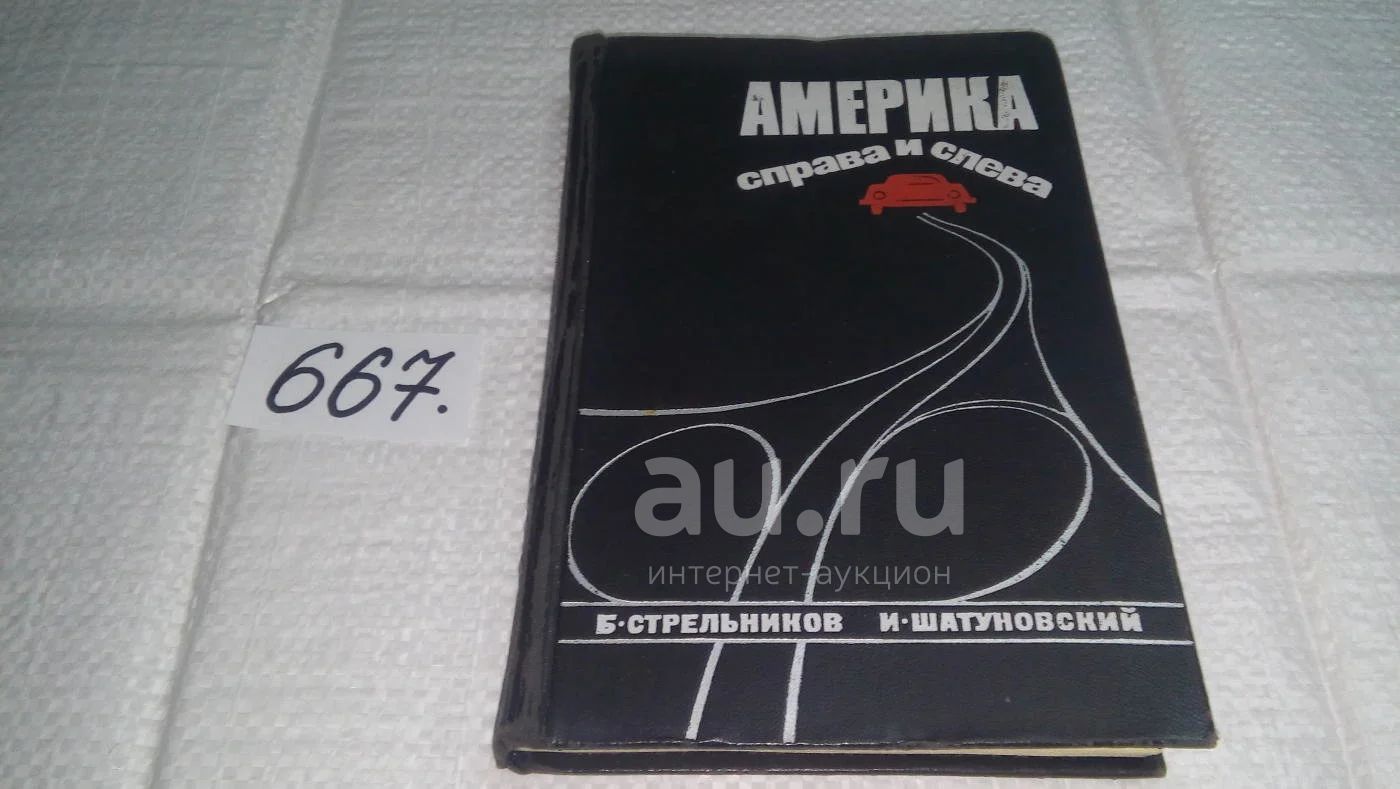 АМЕРИКА
справа и слева
667.
au.ru
интернет-аукцион
Б·СТРЕЛЬНИКОВ И·ШАТУНОВСКИЙ